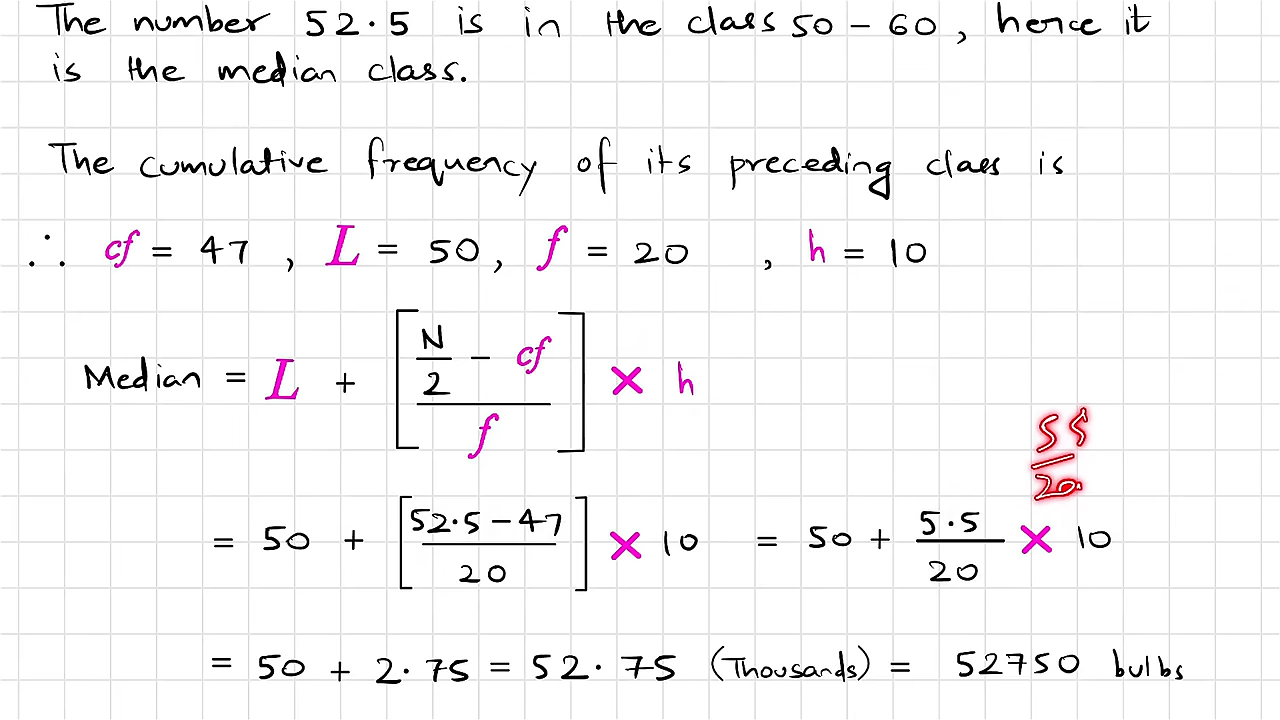 The number 52·5 is in the class 50 – 60, hence it
is the median class.
The cumulative frequency of its preceding class is
∴ cf = 47 , L = 50, f = 20 , h = 10
Median = L + [(N/2 – cf)/f] × h
55/20
= 50 + [(52·5 – 47)/20] × 10 = 50 + 5·5/20 × 10
= 50 + 2·75 = 52·75 (Thousands) = 52750 bulbs